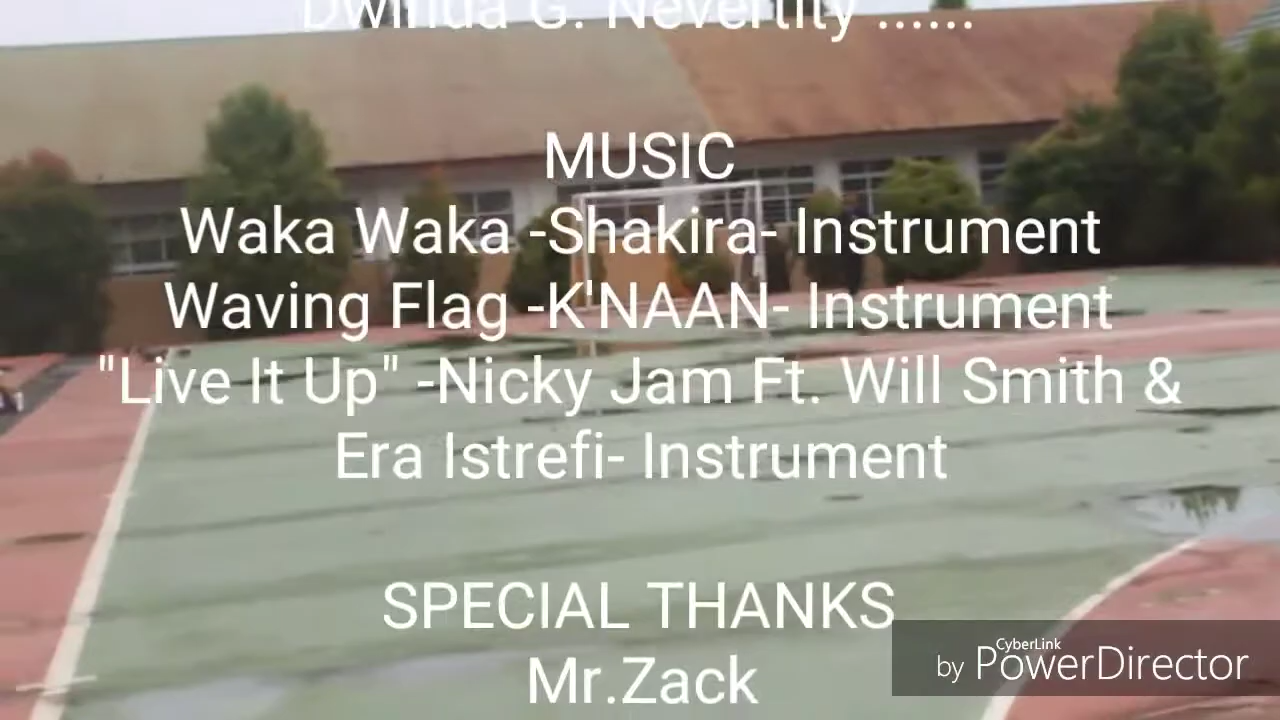 G.
MUSIC
Waka Waka -Shakira- Instrument
Waving Flag -K'NAAN- Instrument
"Live It Up" -Nicky Jam Ft. Will Smith &
Era Istrefi- Instrument
SPECIAL THANKS
Mr.Zack
CyberLink
by PowerDirector